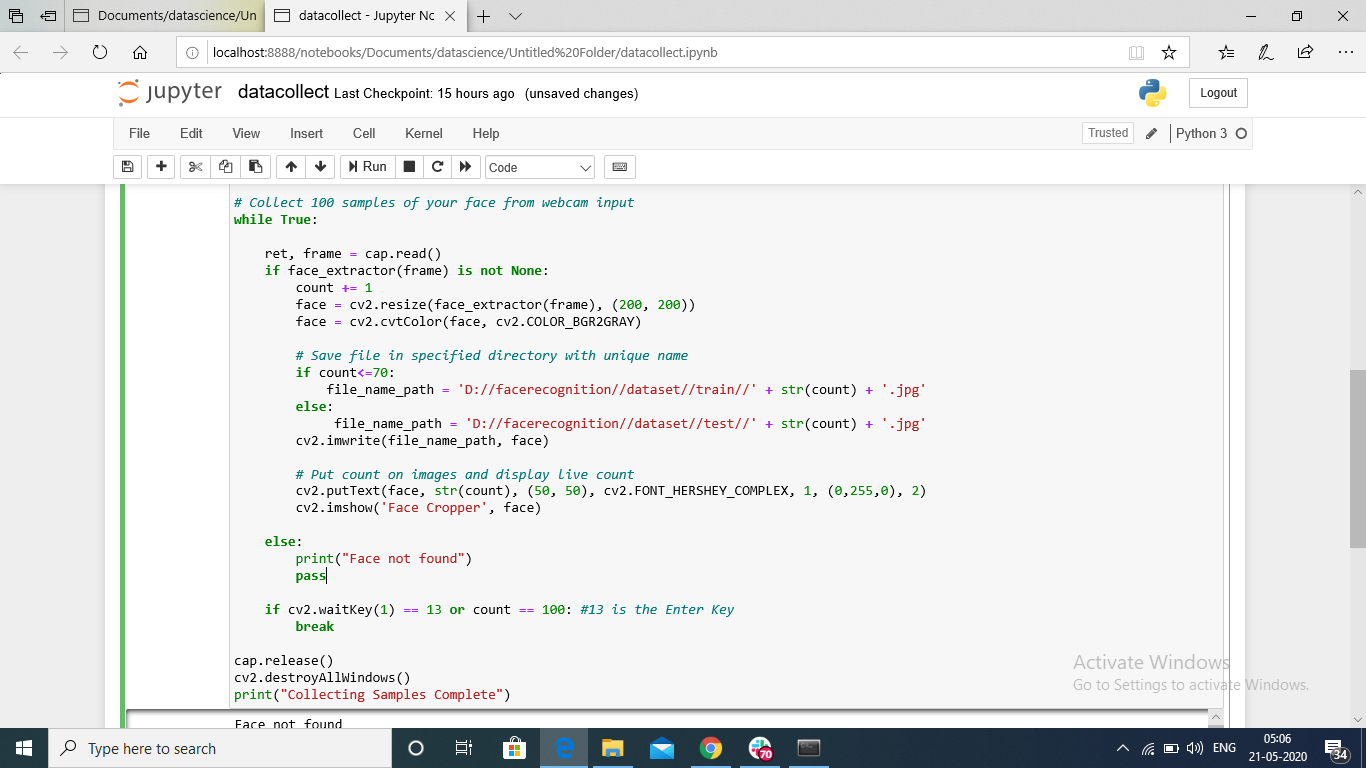 Documents/datascience/Un
datacollect - Jupyter Nc
localhost:8888/notebooks/Documents/datascience/Untitled%20Folder/datacollect.ipynb
jupyter datacollect Last Checkpoint: 15 hours ago (unsaved changes)
Logout
File Edit View Insert Cell Kernel Help
Trusted
Python 3
Run
Code
# Collect 100 samples of your face from webcam input
while True:
ret, frame = cap.read()
if face_extractor(frame) is not None:
count += 1
face = cv2.resize(face_extractor(frame), (200, 200))
face = cv2.cvtColor(face, cv2.COLOR_BGR2GRAY)
# Save file in specified directory with unique name
if count<=70:
file_name_path = 'D://facerecognition//dataset//train//' + str(count) + '.jpg'
else:
file_name_path = 'D://facerecognition//dataset//test//' + str(count) + '.jpg'
cv2.imwrite(file_name_path, face)
# Put count on images and display live count
cv2.putText(face, str(count), (50, 50), cv2.FONT_HERSHEY_COMPLEX, 1, (0,255,0), 2)
cv2.imshow('Face Cropper', face)
else:
print("Face not found")
pass
if cv2.waitKey(1) == 13 or count == 100: #13 is the Enter Key
break
cap.release()
cv2.destroyAllWindows()
print("Collecting Samples Complete")
Activate Windows
Go to Settings to activate Windows.
Face not found
Type here to search
70
ENG
05:06
21-05-2020
34